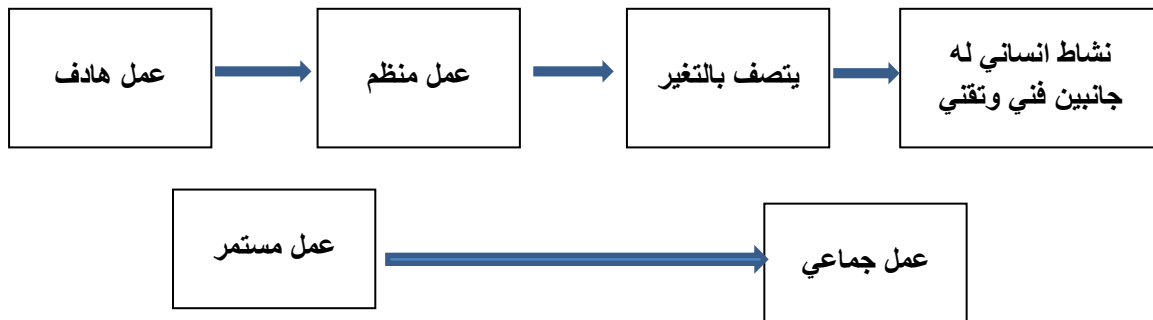 نشاط انساني له
جانبين فني وتقني
يتصف بالتغير
عمل منظم
عمل هادف
عمل جماعي
عمل مستمر